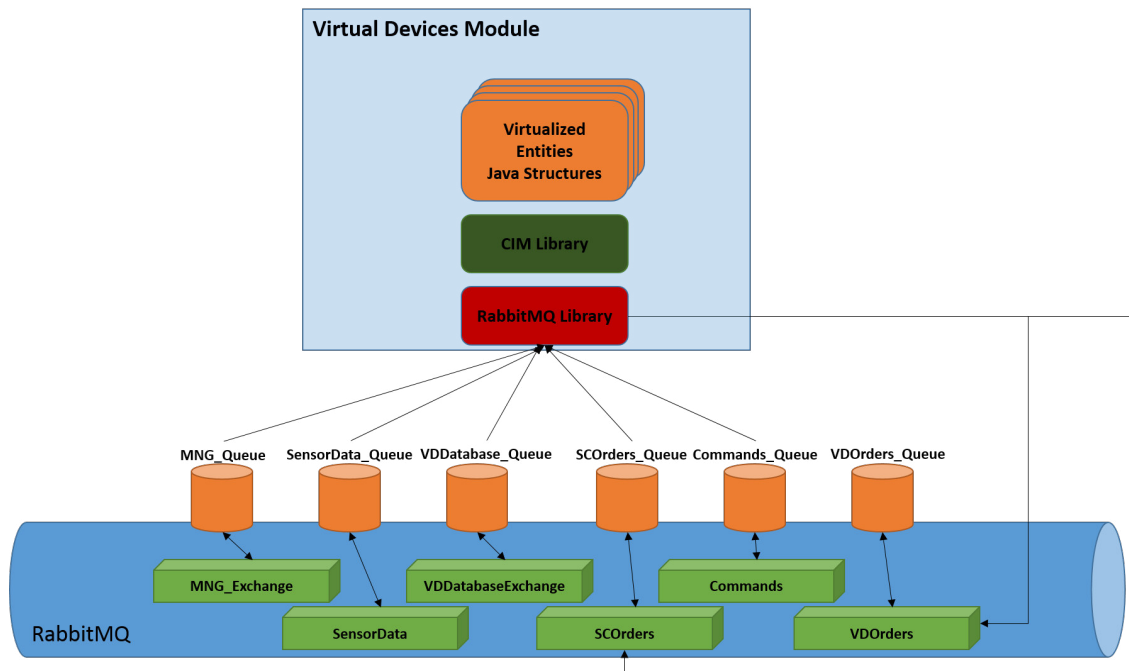 Virtual Devices Module
Virtualized
Entities
Java Structures
CIM Library
RabbitMQ Library
MNG_Queue
SensorData_Queue
VDDatabase_Queue
SCOrders_Queue
Commands_Queue
VDOrders_Queue
MNG_Exchange
VDDatabaseExchange
Commands
SensorData
SCOrders
VDOrders
RabbitMQ